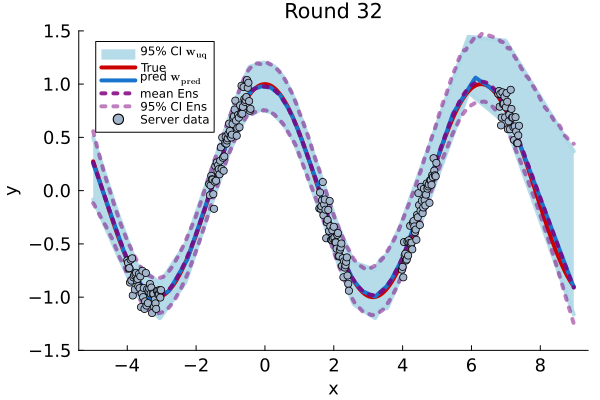 Round 32
1.5
1.0
0.5
0.0
−0.5
−1.0
−1.5
y
95% CI w_uq
True
pred w_pred
mean Ens
95% CI Ens
Server data
−4 −2 0 2 4 6 8
x